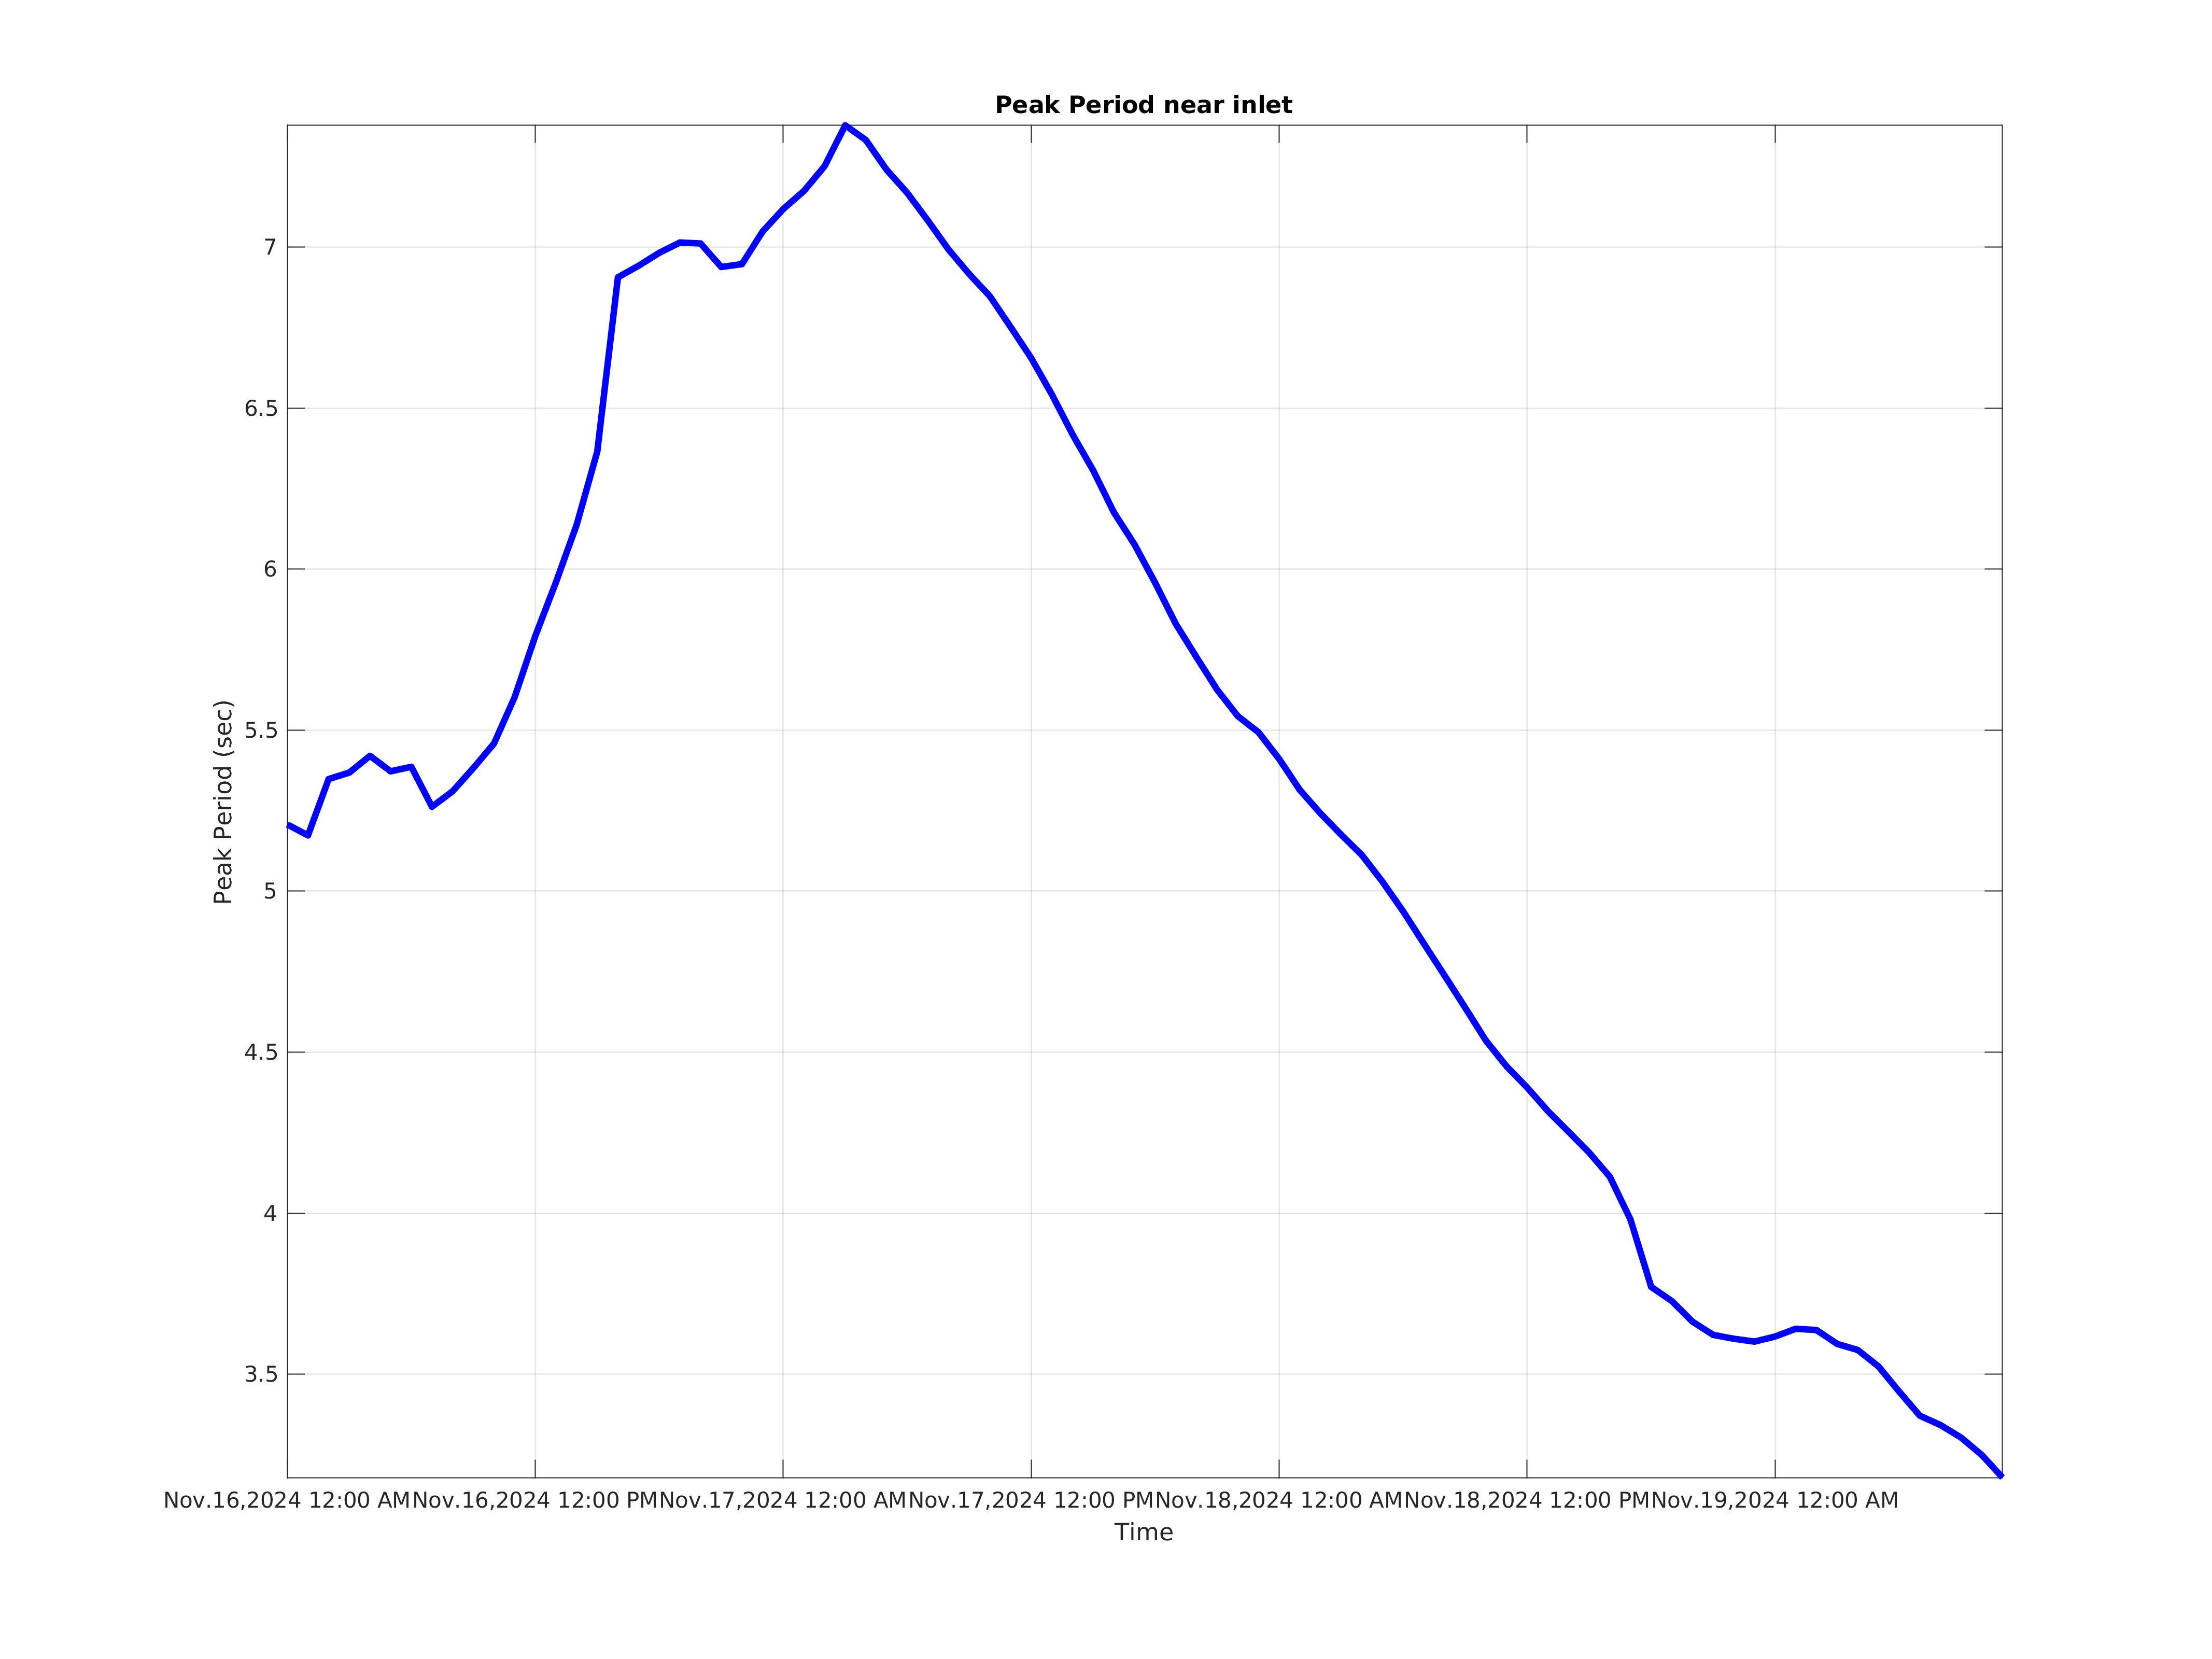 Peak Period near inlet
7
6.5
6
5.5
5
4.5
4
3.5
Peak Period (sec)
Nov.16,2024 12:00 AM Nov.16,2024 12:00 PM Nov.17,2024 12:00 AM Nov.17,2024 12:00 PM Nov.18,2024 12:00 AM Nov.18,2024 12:00 PM Nov.19,2024 12:00 AM
Time